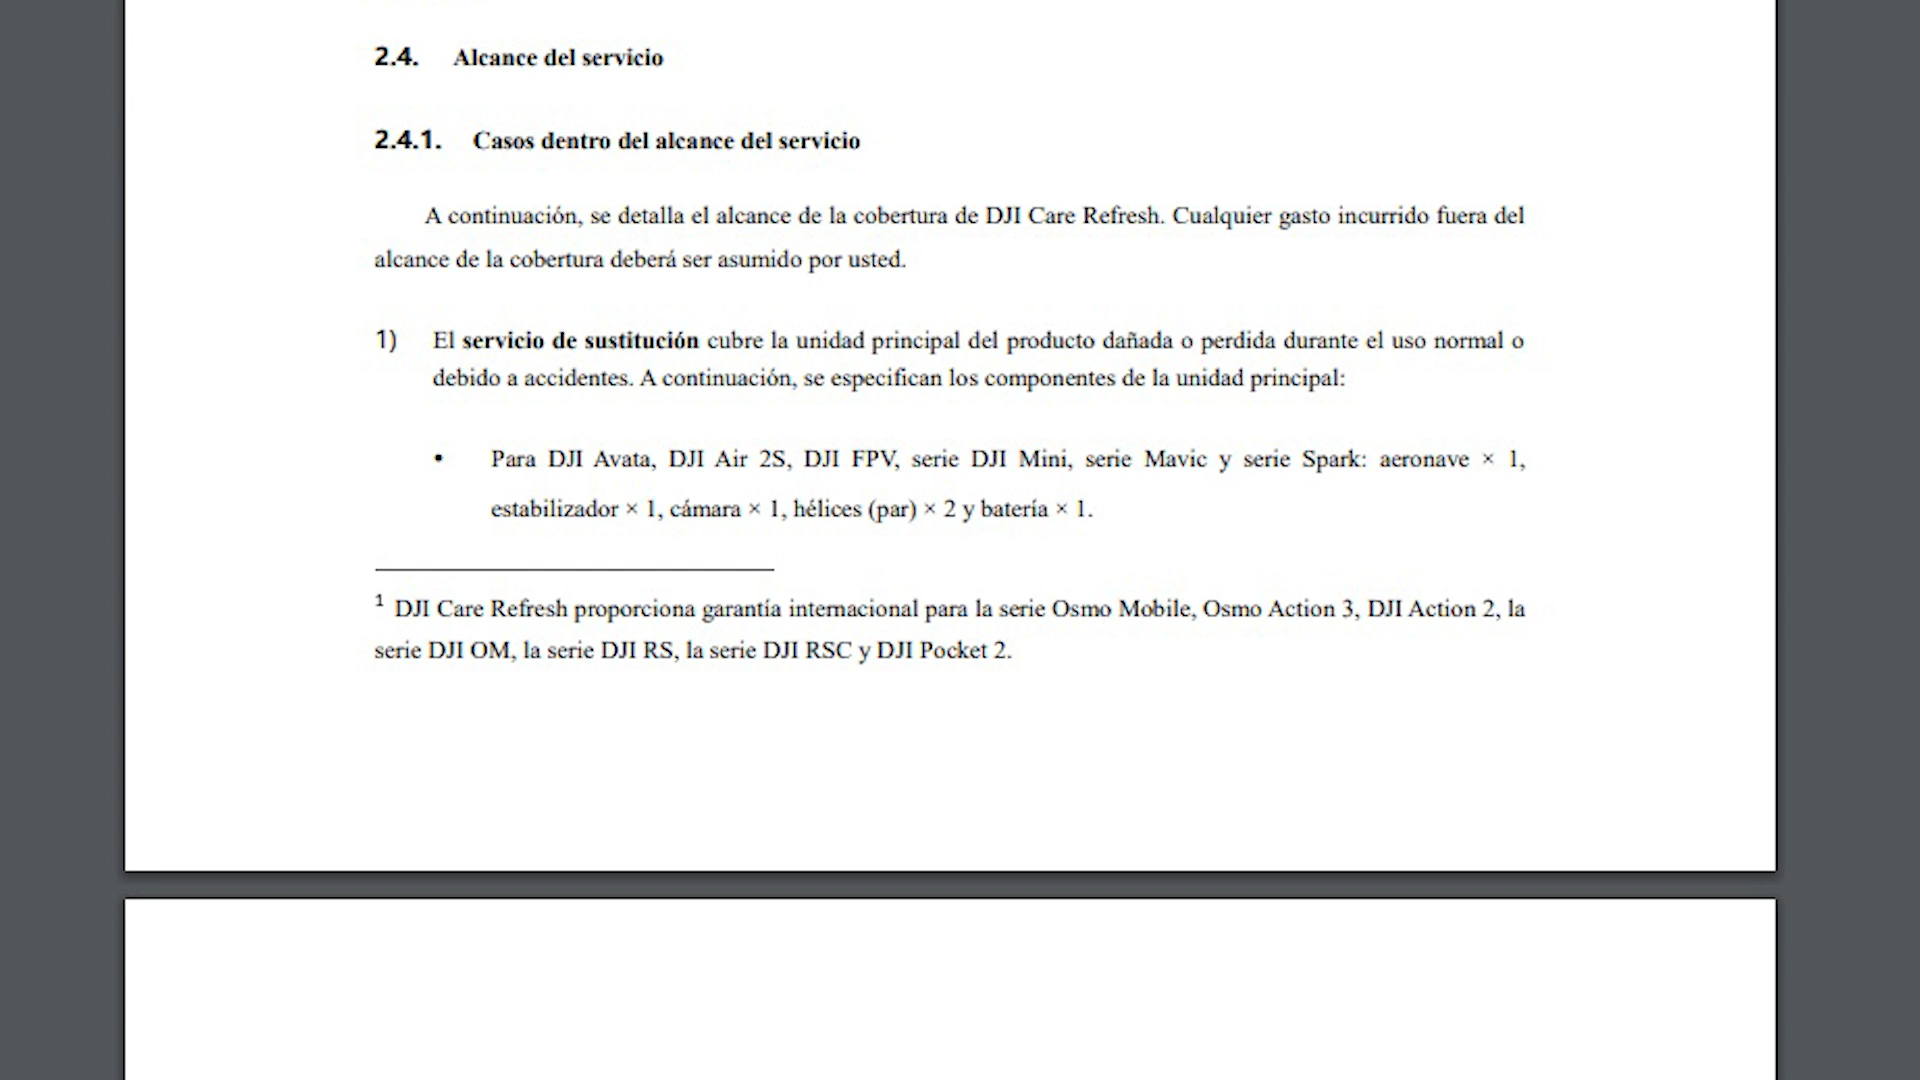 2.4. Alcance del servicio
2.4.1. Casos dentro del alcance del servicio
A continuación, se detalla el alcance de la cobertura de DJI Care Refresh. Cualquier gasto incurrido fuera del
alcance de la cobertura deberá ser asumido por usted.
1) El servicio de sustitución cubre la unidad principal del producto dañada o perdida durante el uso normal o
debido a accidentes. A continuación, se especifican los componentes de la unidad principal:
• Para DJI Avata, DJI Air 2S, DJI FPV, serie DJI Mini, serie Mavic y serie Spark: aeronave × 1,
estabilizador × 1, cámara × 1, hélices (par) × 2 y batería × 1.
1 DJI Care Refresh proporciona garantía internacional para la serie Osmo Mobile, Osmo Action 3, DJI Action 2, la
serie DJI OM, la serie DJI RS, la serie DJI RSC y DJI Pocket 2.